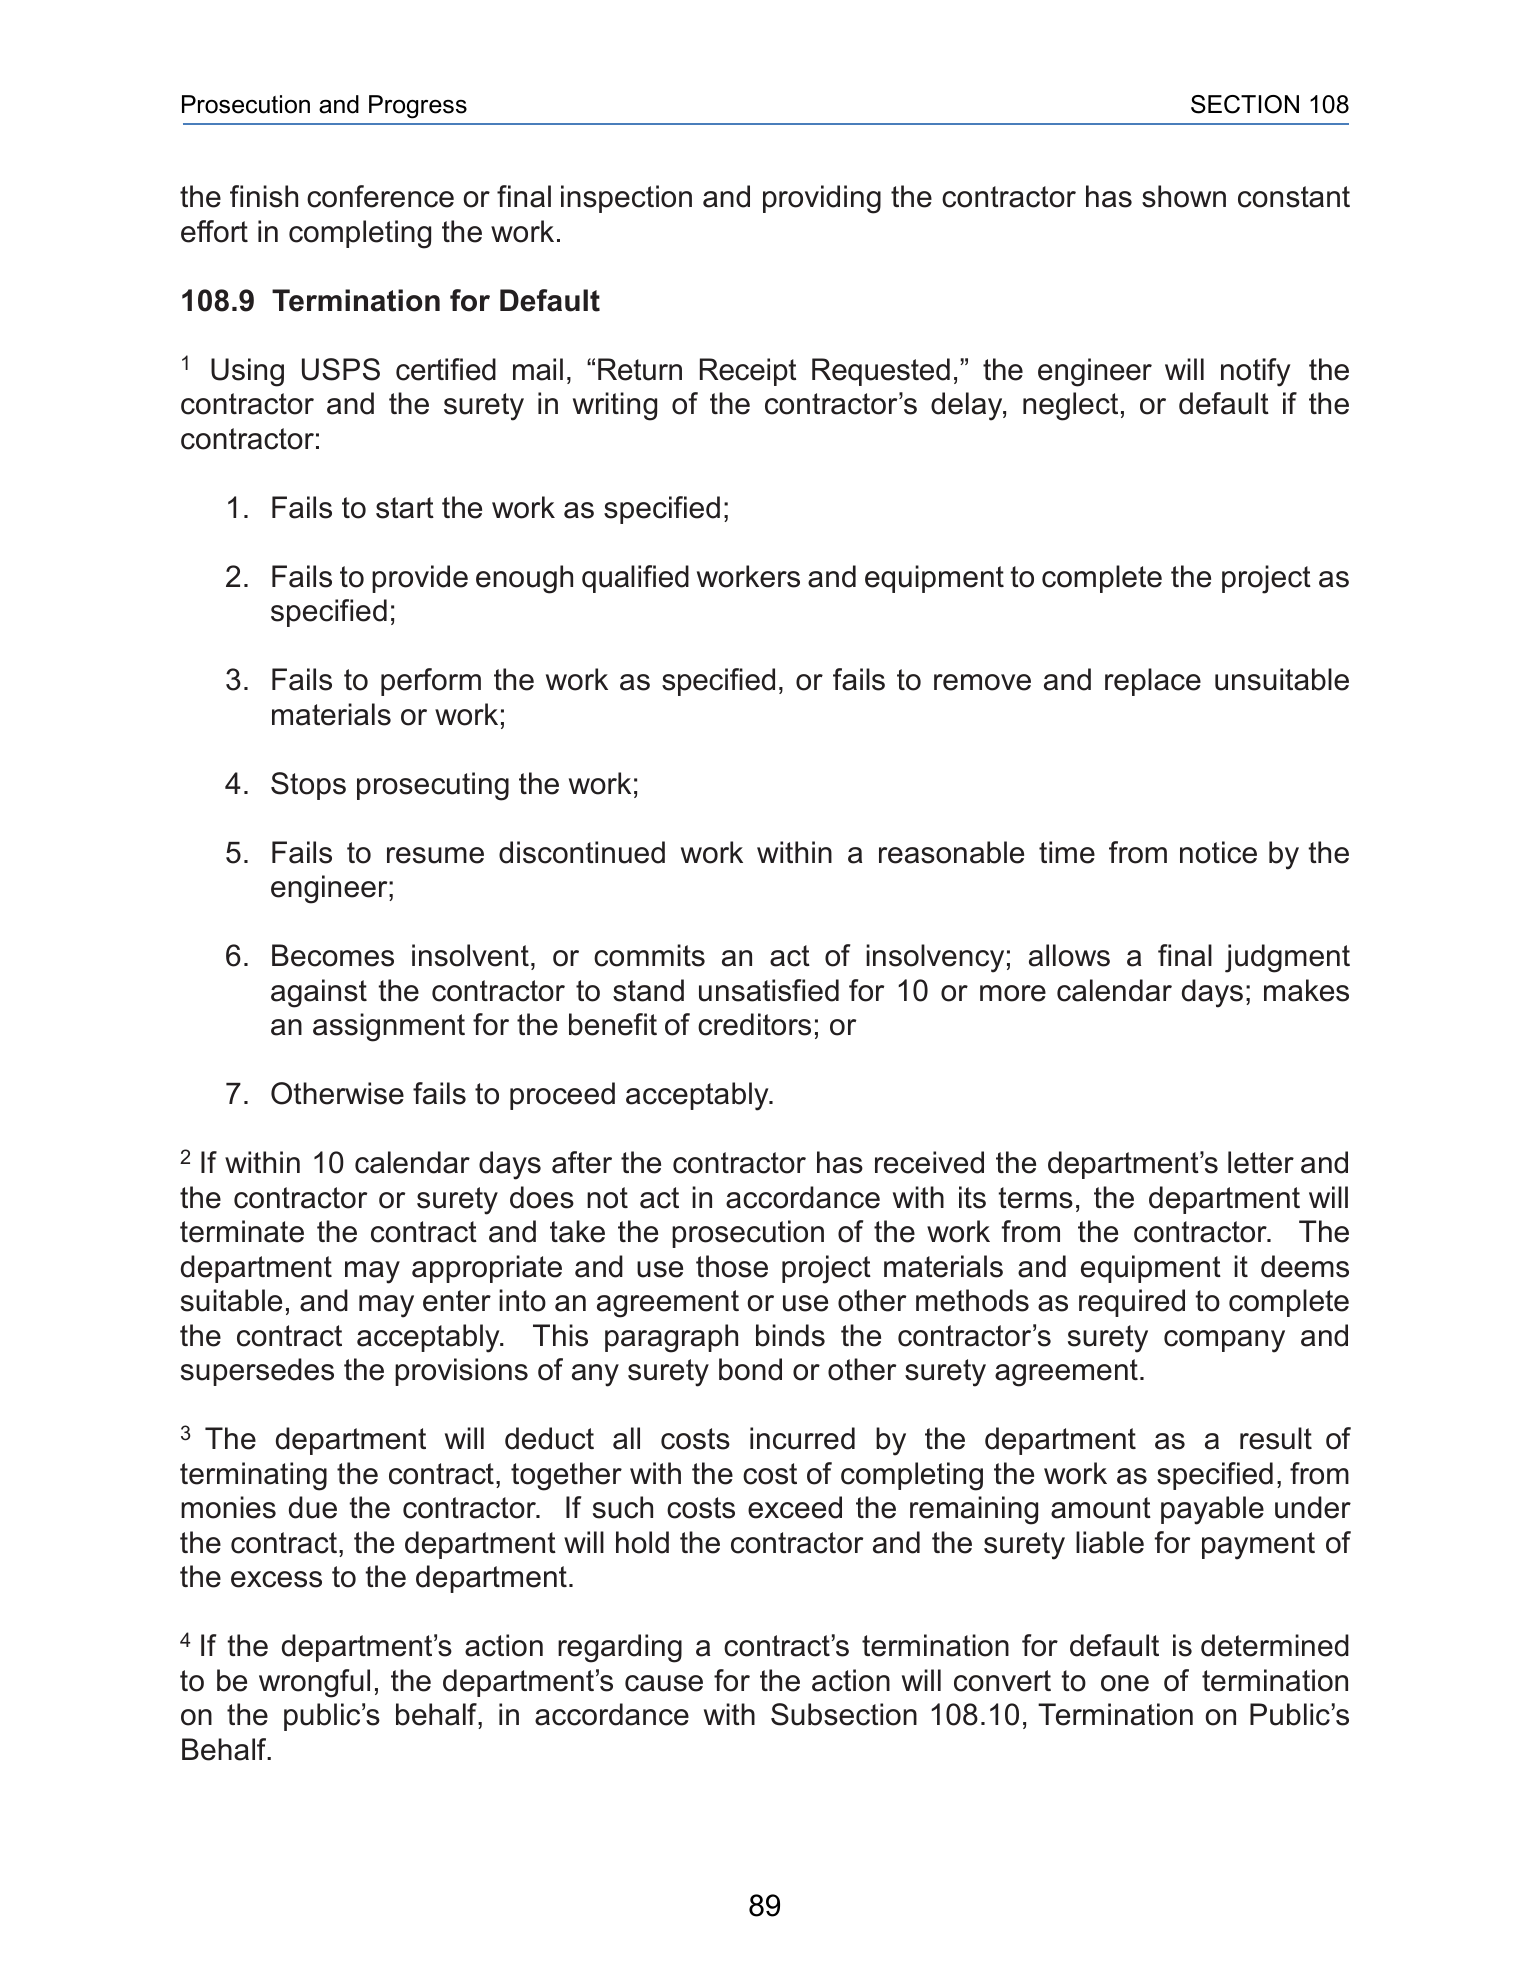 Prosecution and Progress SECTION 108
the finish conference or final inspection and providing the contractor has shown constant
effort in completing the work.
108.9 Termination for Default
1 Using USPS certified mail, “Return Receipt Requested,” the engineer will notify the
contractor and the surety in writing of the contractor’s delay, neglect, or default if the
contractor:
1. Fails to start the work as specified;
2. Fails to provide enough qualified workers and equipment to complete the project as
specified;
3. Fails to perform the work as specified, or fails to remove and replace unsuitable
materials or work;
4. Stops prosecuting the work;
5. Fails to resume discontinued work within a reasonable time from notice by the
engineer;
6. Becomes insolvent, or commits an act of insolvency; allows a final judgment
against the contractor to stand unsatisfied for 10 or more calendar days; makes
an assignment for the benefit of creditors; or
7. Otherwise fails to proceed acceptably.
2 If within 10 calendar days after the contractor has received the department’s letter and
the contractor or surety does not act in accordance with its terms, the department will
terminate the contract and take the prosecution of the work from the contractor. The
department may appropriate and use those project materials and equipment it deems
suitable, and may enter into an agreement or use other methods as required to complete
the contract acceptably. This paragraph binds the contractor’s surety company and
supersedes the provisions of any surety bond or other surety agreement.
3 The department will deduct all costs incurred by the department as a result of
terminating the contract, together with the cost of completing the work as specified, from
monies due the contractor. If such costs exceed the remaining amount payable under
the contract, the department will hold the contractor and the surety liable for payment of
the excess to the department.
4 If the department’s action regarding a contract’s termination for default is determined
to be wrongful, the department’s cause for the action will convert to one of termination
on the public’s behalf, in accordance with Subsection 108.10, Termination on Public’s
Behalf.
89